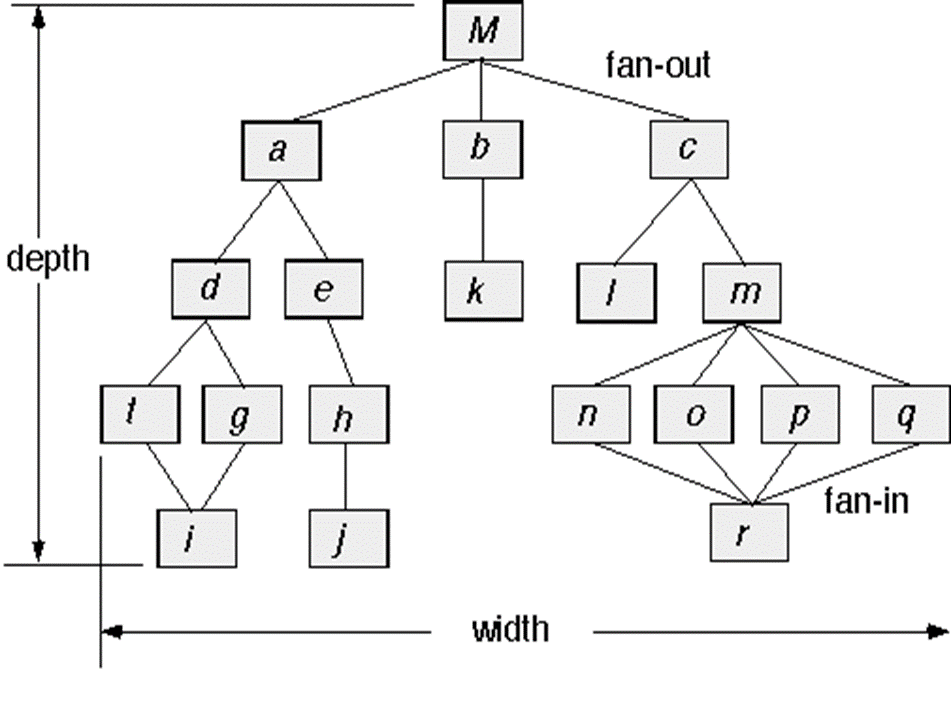 M
fan-out
a b c
depth
d e k l m
t g h n o p q
fan-in
i j r
width